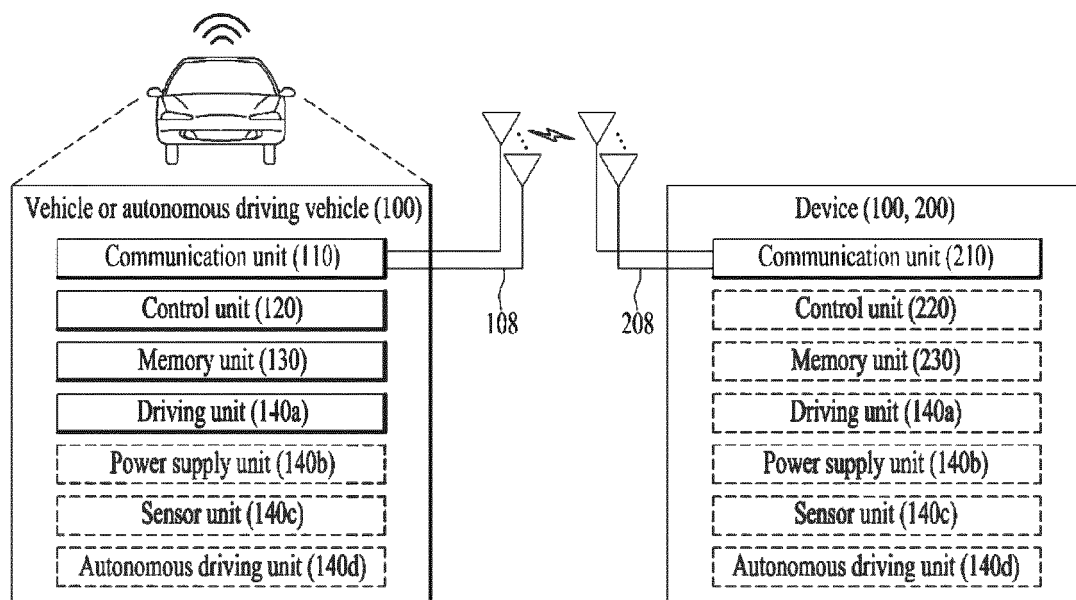 Vehicle or autonomous driving vehicle (100)
Communication unit (110)
Control unit (120)
Memory unit (130)
Driving unit (140a)
Power supply unit (140b)
Sensor unit (140c)
Autonomous driving unit (140d)
108
208
Device (100, 200)
Communication unit (210)
Control unit (220)
Memory unit (230)
Driving unit (140a)
Power supply unit (140b)
Sensor unit (140c)
Autonomous driving unit (140d)